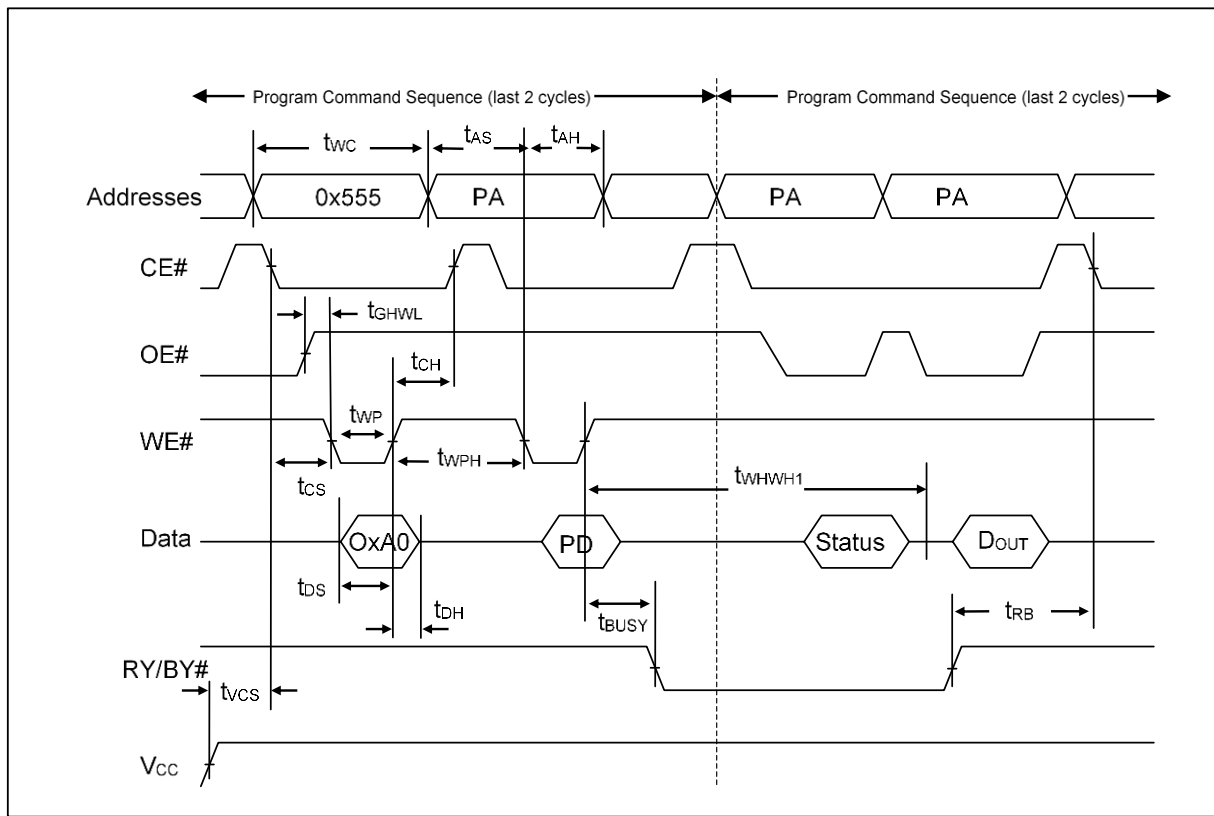 Program Command Sequence (last 2 cycles) Program Command Sequence (last 2 cycles)
tWC tAS tAH
Addresses 0x555 PA PA PA
CE#
tGHWL
OE#
tCH
tWP
WE#
tWPH
tCS tWHWH1
Data OxA0 PD Status DOUT
tDS tDH tBUSY tRB
RY/BY#
tVCS
VCC